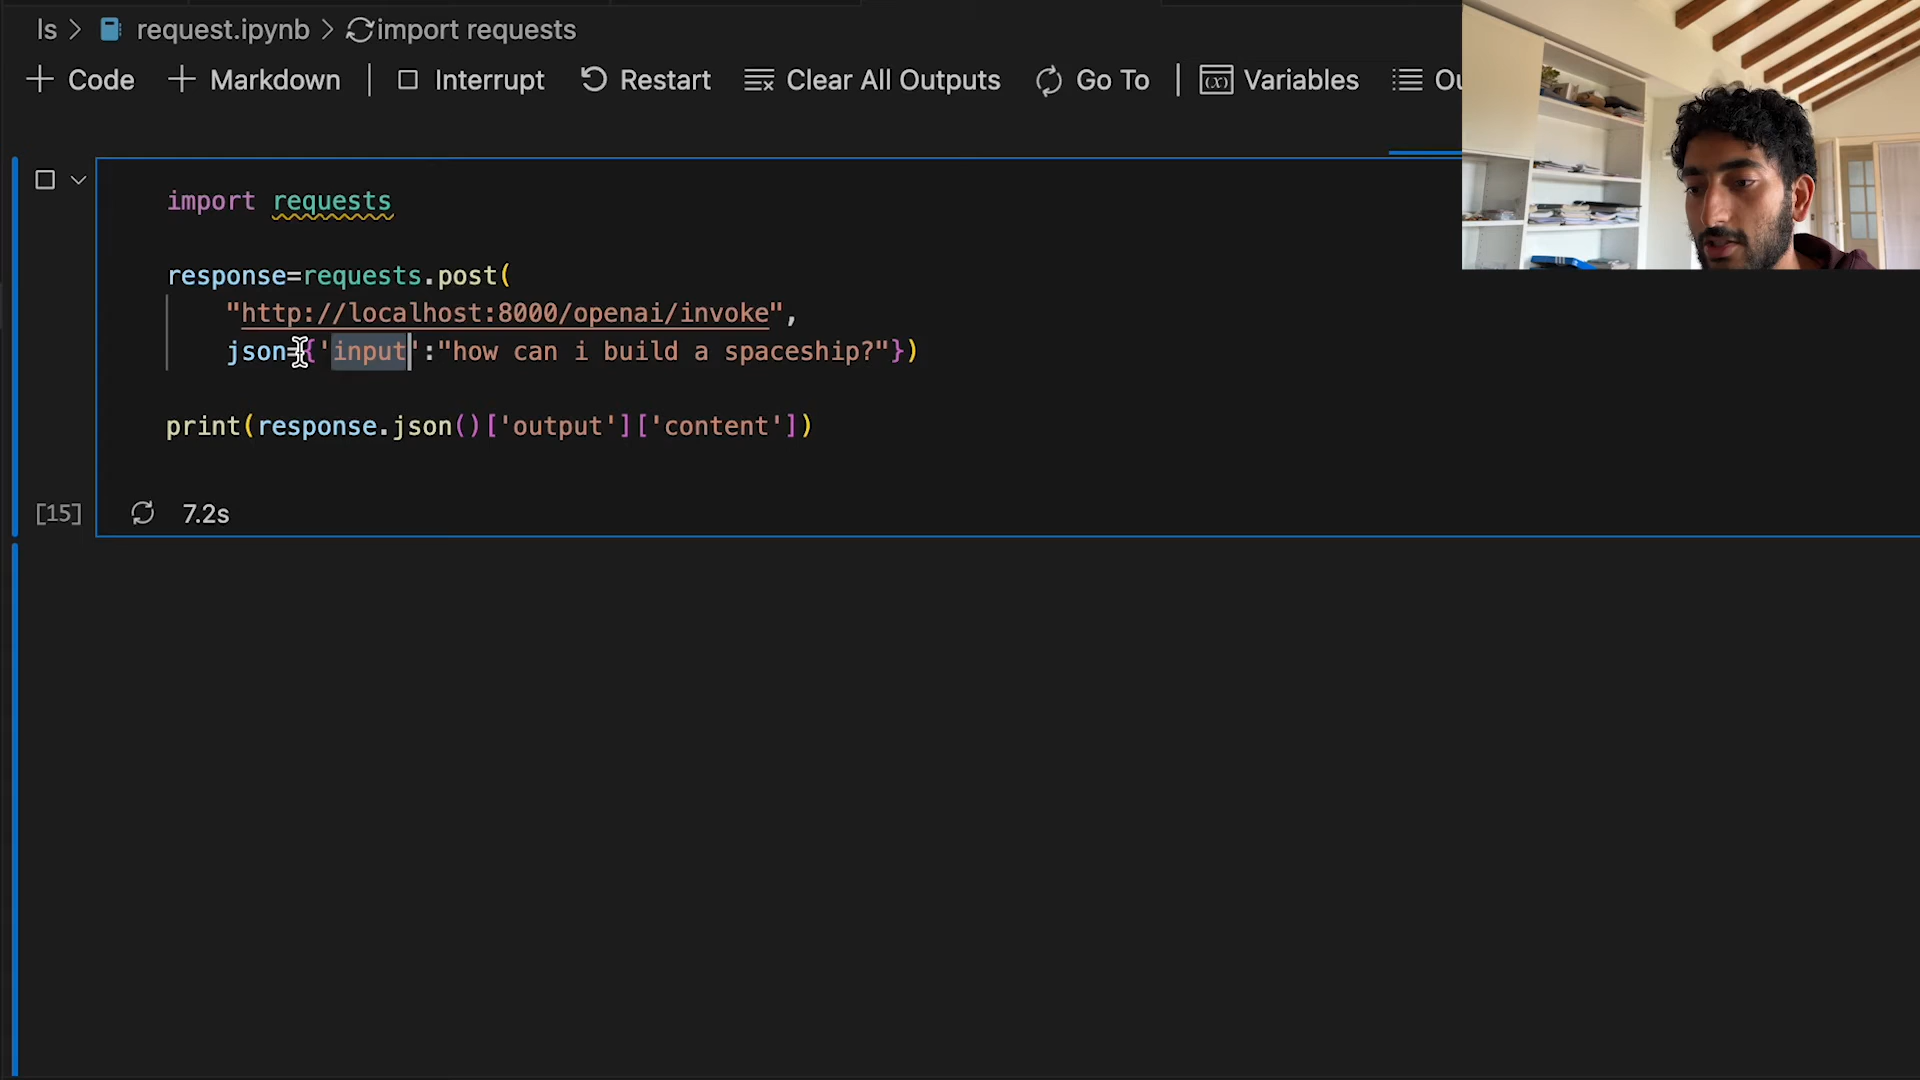 ls > request.ipynb > import requests
+ Code + Markdown | Interrupt Restart Clear All Outputs Go To | (x) Variables Ou
import requests
response=requests.post(
"http://localhost:8000/openai/invoke",
json={'input':"how can i build a spaceship?"})
print(response.json()['output']['content'])
[15] 7.2s